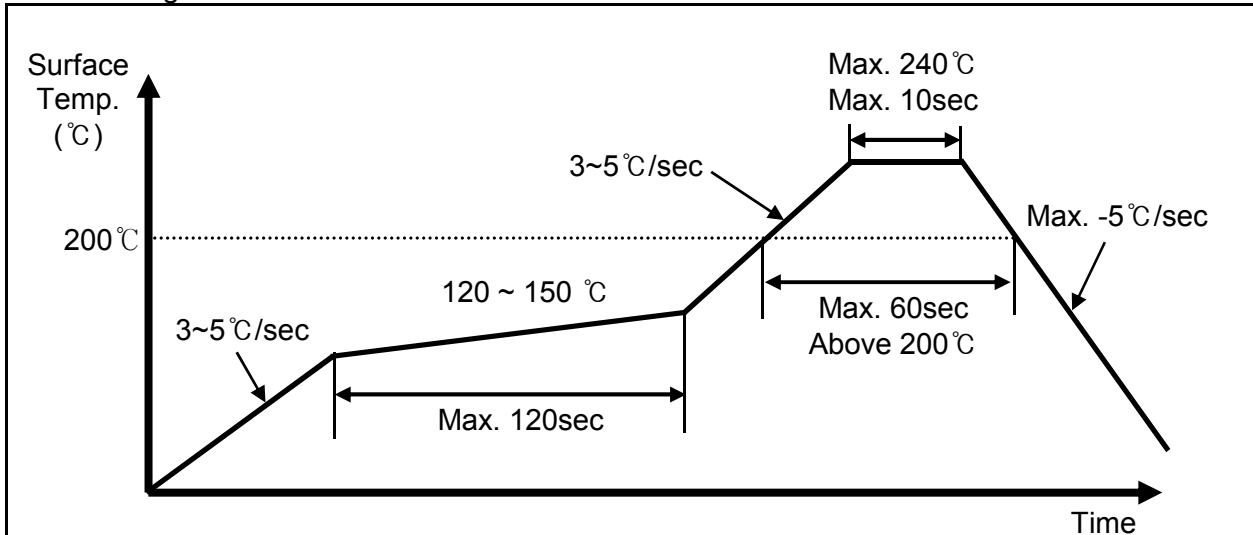 Surface
Temp.
(℃)
Max. 240℃
Max. 10sec
3~5℃/sec
Max. -5℃/sec
200℃
120 ~ 150 ℃
Max. 60sec
Above 200℃
3~5℃/sec
Max. 120sec
Time